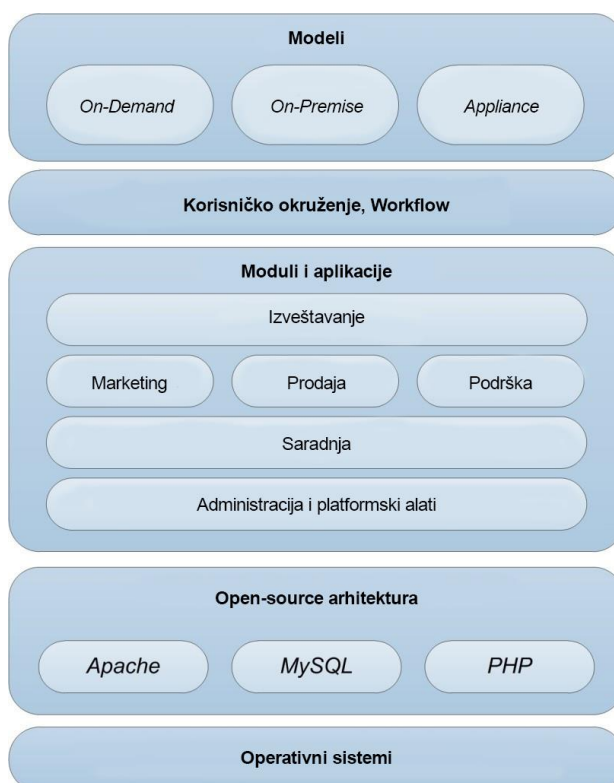 Modeli
On-Demand
On-Premise
Appliance
Korisničko okruženje, Workflow
Moduli i aplikacije
Izveštavanje
Marketing
Prodaja
Podrška
Saradnja
Administracija i platformski alati
Open-source arhitektura
Apache
MySQL
PHP
Operativni sistemi